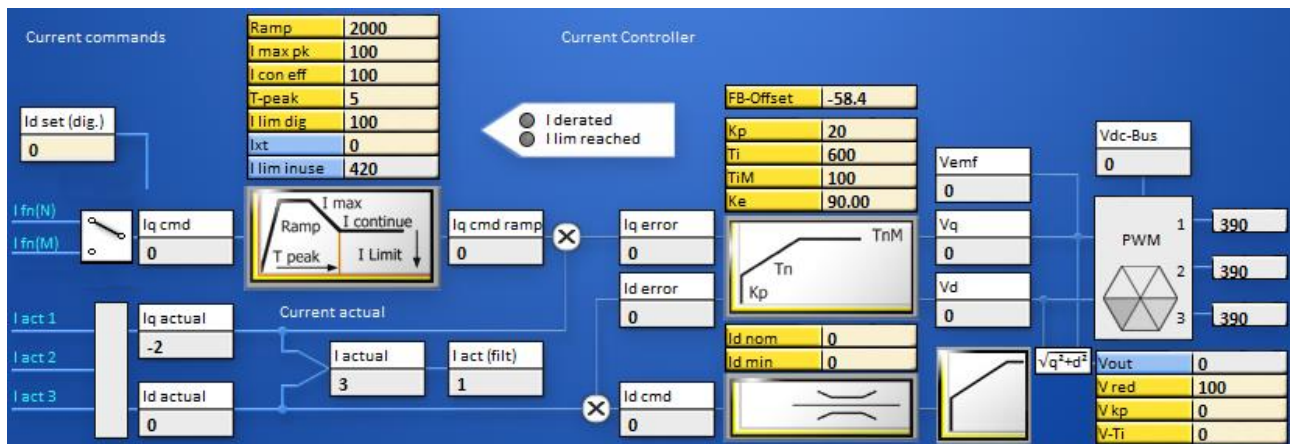 Current commands
Ramp 2000
I max pk 100
I con eff 100
T-peak 5
I lim dig 100
Ixt 0
I lim inuse 420
Current Controller
I derated
I lim reached
FB-Offset -58.4
Kp 20
Ti 600
TiM 100
Ke 90.00
Id set (dig.)
0
Vdc-Bus
0
Vemf
0
I fn(N)
I fn(M)
Iq cmd
0
I max
I continue
Ramp
T peak
I Limit
Iq cmd ramp
0
Iq error
0
Id error
0
TnM
Tn
Kp
Vq
0
Vd
0
PWM
1
2
3
390
390
390
I act 1
I act 2
I act 3
Iq actual
-2
Id actual
0
Current actual
I actual
3
I act (filt)
1
Id cmd
0
Id nom 0
Id min 0
√q²+d²
Vout 0
V red 100
V kp 0
V-Ti 0